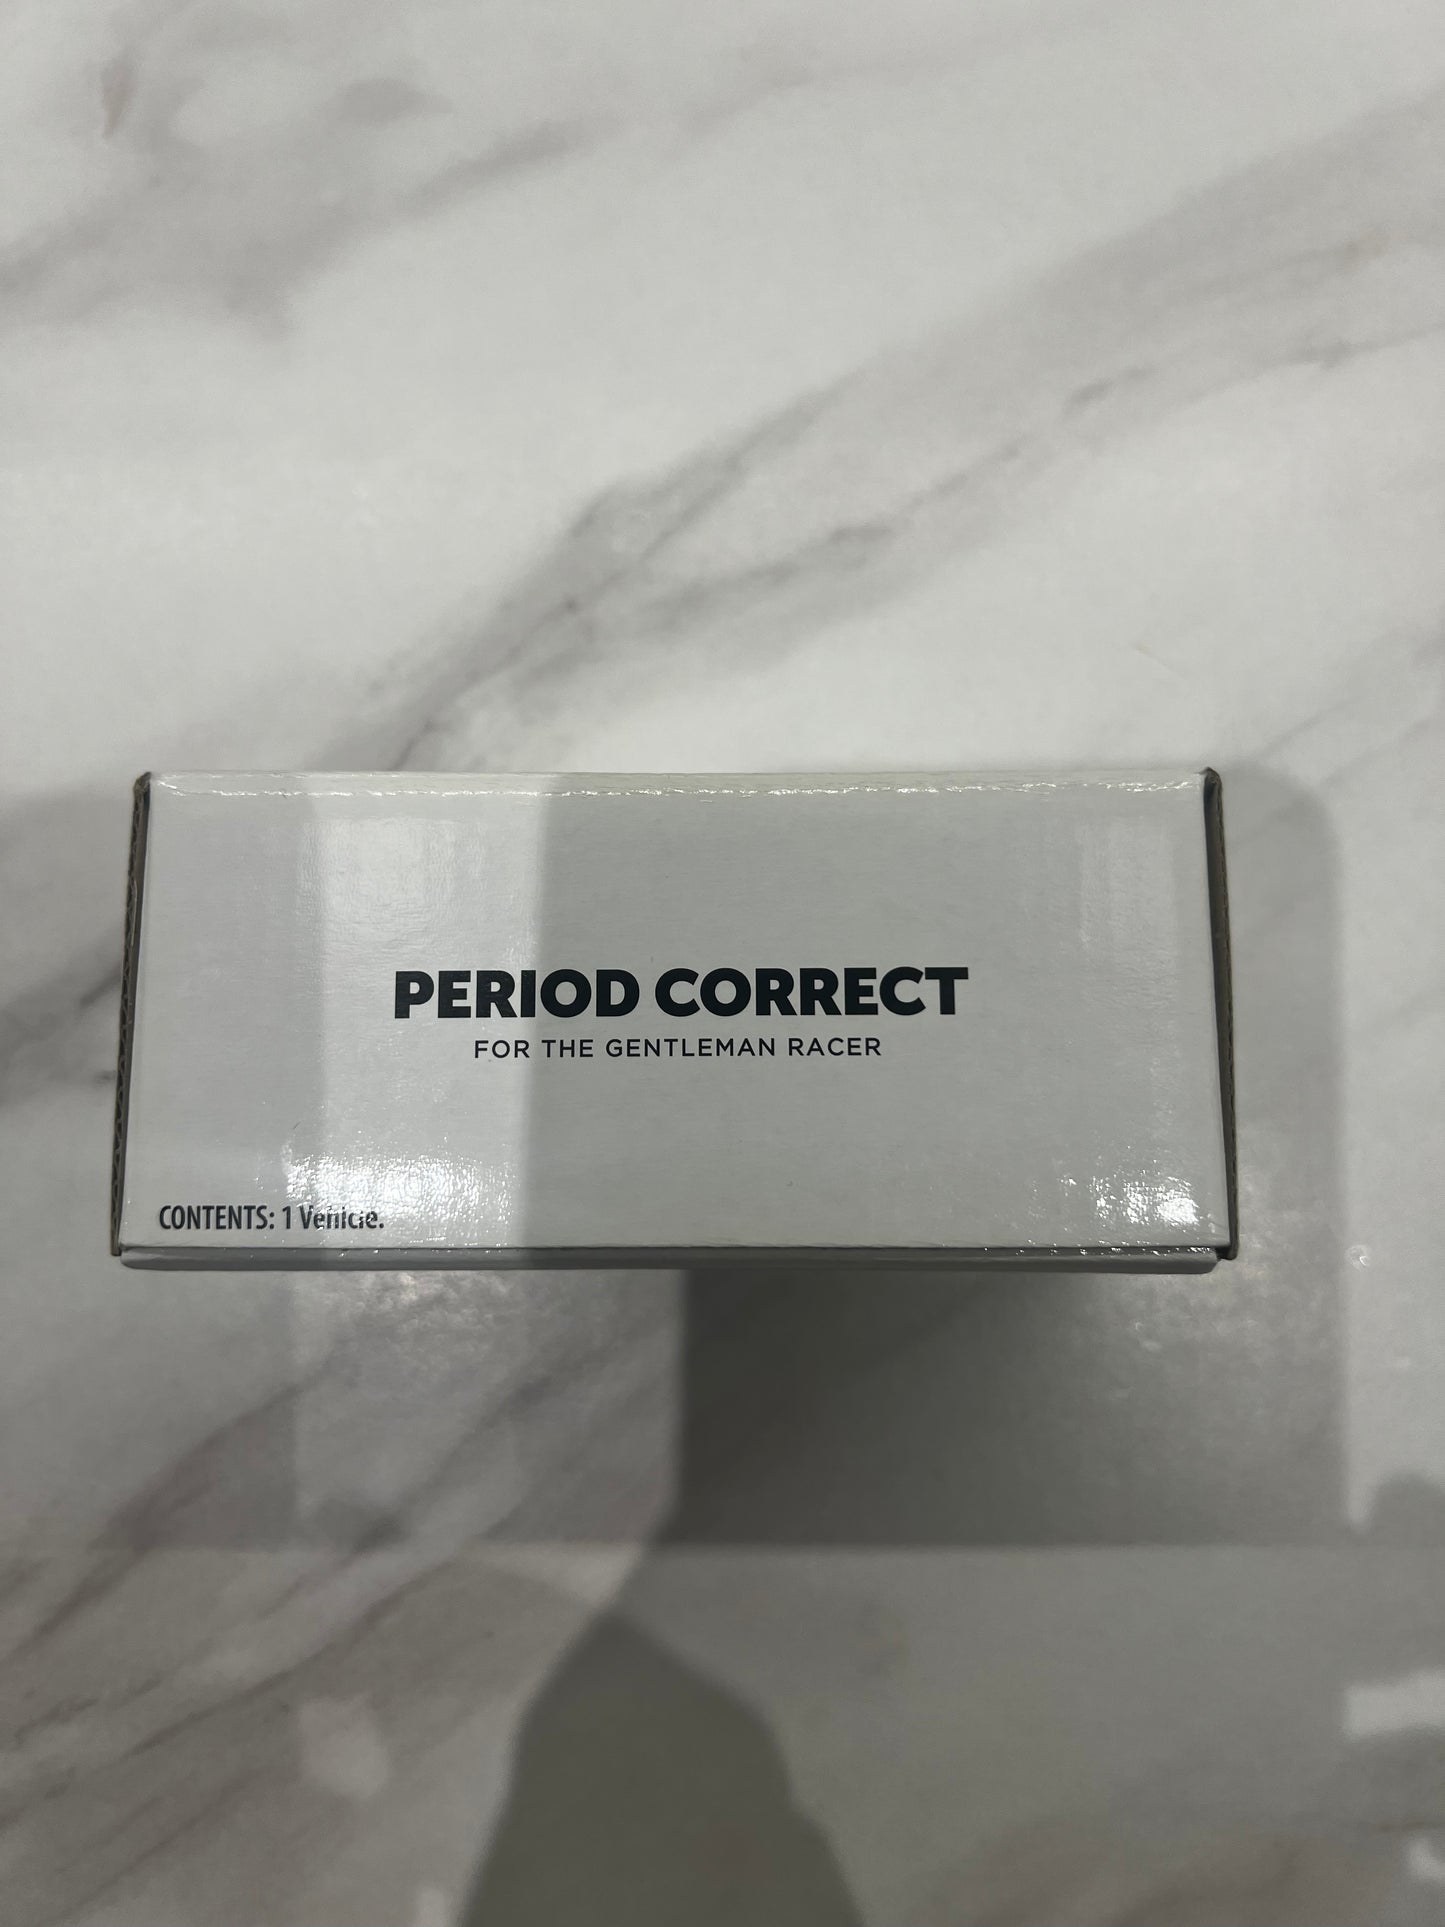 PERIOD CORRECT
FOR THE GENTLEMAN RACER
CONTENTS: 1 Vehicle.